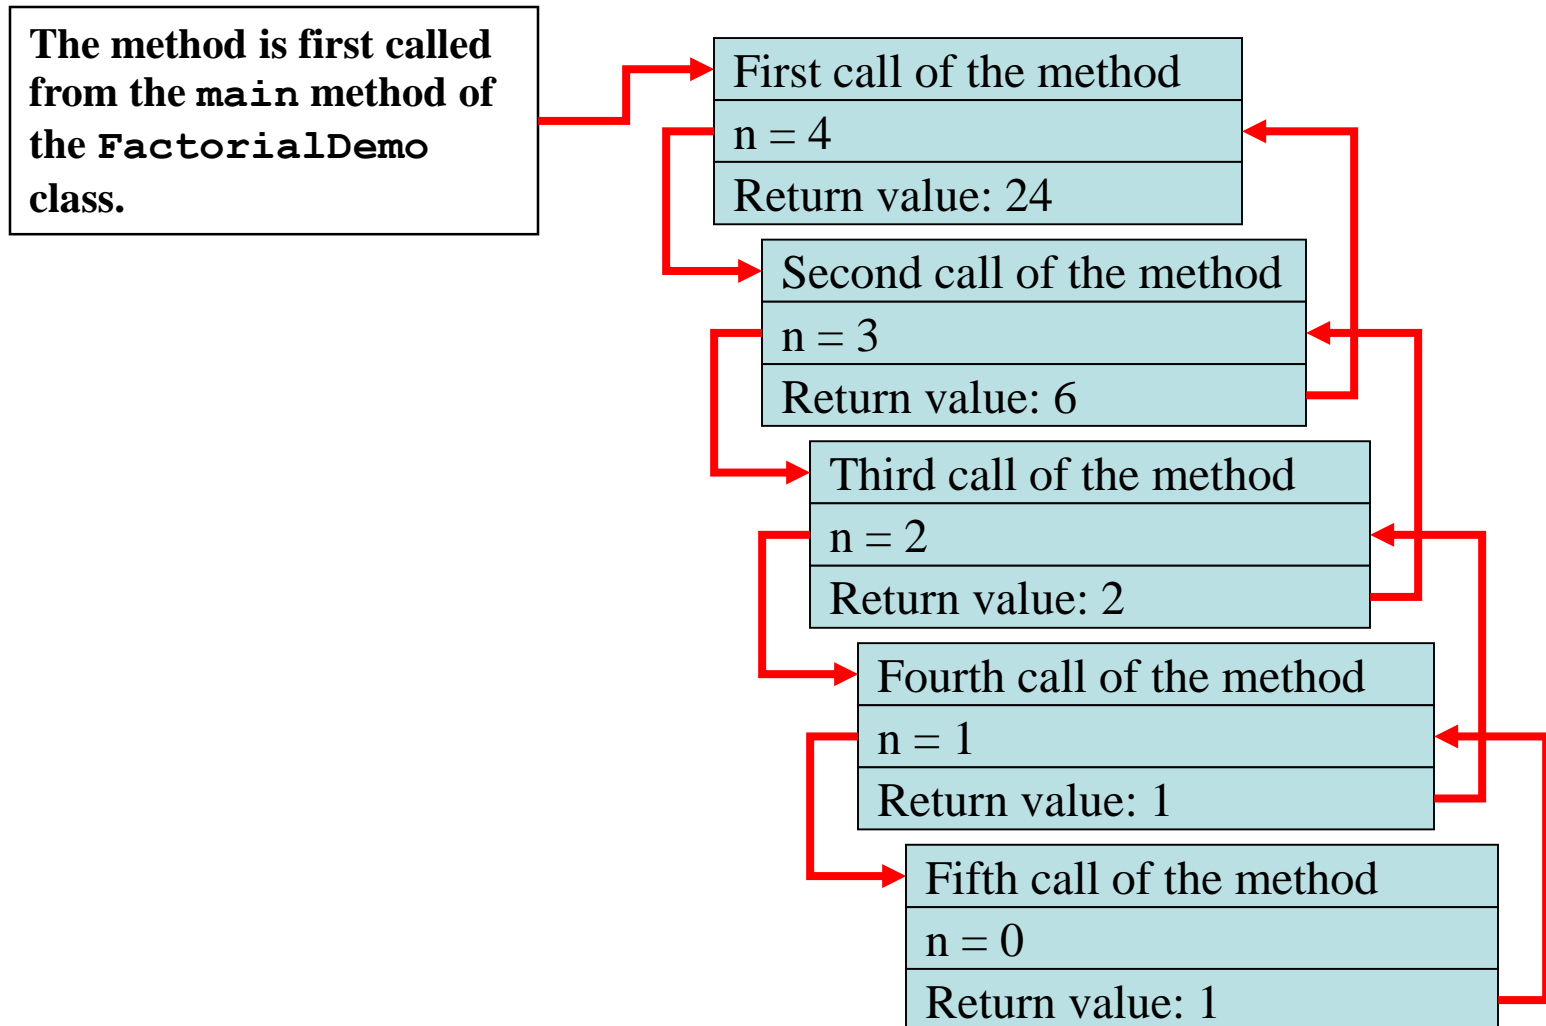 The method is first called
from the main method of
the FactorialDemo
class.
First call of the method
n = 4
Return value: 24
Second call of the method
n = 3
Return value: 6
Third call of the method
n = 2
Return value: 2
Fourth call of the method
n = 1
Return value: 1
Fifth call of the method
n = 0
Return value: 1